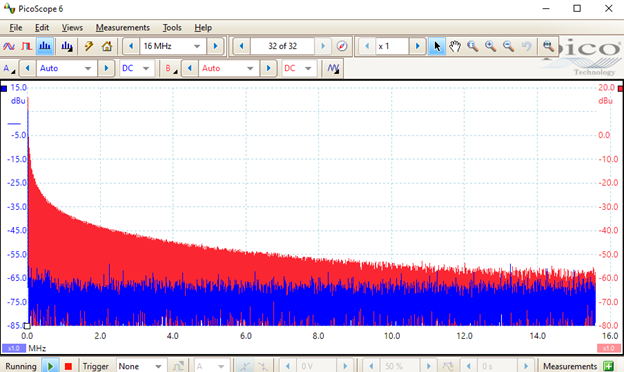 PicoScope 6
File Edit Views Measurements Tools Help
16 MHz 32 of 32 x 1
pico
Technology
A Auto DC B Auto DC
15.0 20.0
dBu dBu
-5.0 0.0
-15.0 -10.0
-25.0 -20.0
-35.0 -30.0
-45.0 -40.0
-55.0 -50.0
-65.0 -60.0
-75.0 -70.0
-85.0 -80.0
0.0 2.0 4.0 6.0 8.0 10.0 12.0 14.0 16.0
x1.0 MHz x1.0
Running Trigger None A 0 V 50 % 0 s Measurements